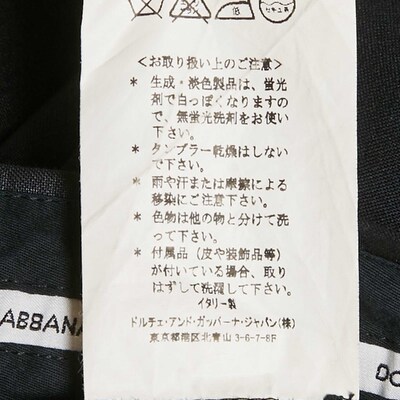 <お取り扱い上のご注意>
* 生成・淡色製品は、蛍光
剤で白っぽくなりますの
で、無蛍光洗剤をお使い
下さい。
* タンブラー乾燥はしない
で下さい。
* 雨や汗または摩擦による
移染にご注意下さい。
* 色物は他の物と分けて洗
って下さい。
* 付属品(皮や装飾品等)
が付いている場合、取り
はずして洗濯して下さい。
イタリー製
ドルチェ・アンド・ガッバーナ・ジャパン(株)
東京都港区北青山3-6-7-8F
ABBANA
DO